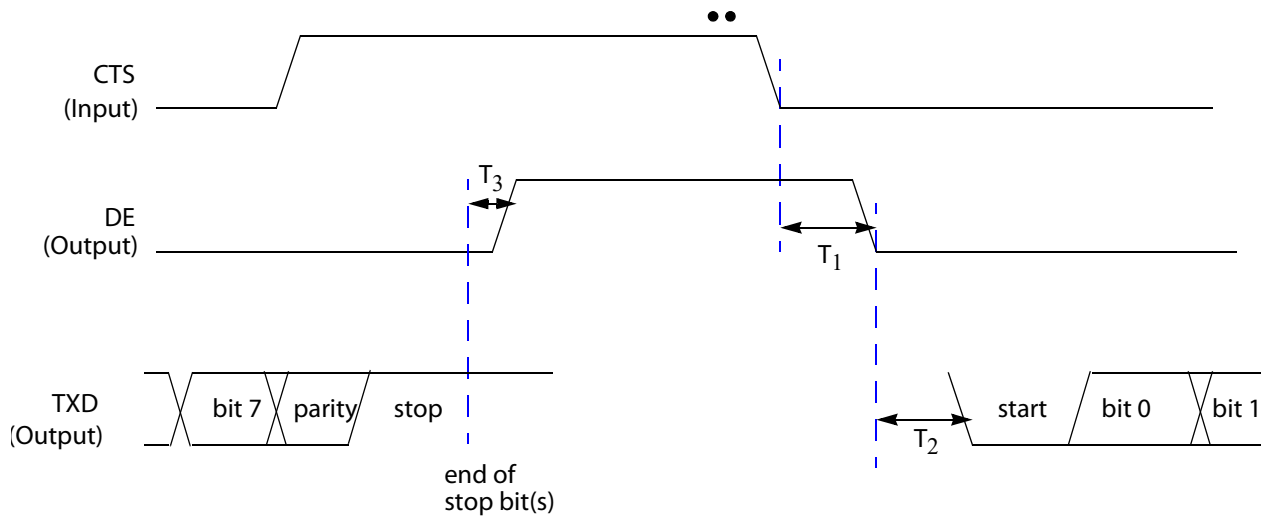 CTS
(Input)
T3
DE
(Output)
T1
TXD
(Output)
bit 7
parity
stop
T2
start
bit 0
bit 1
end of
stop bit(s)